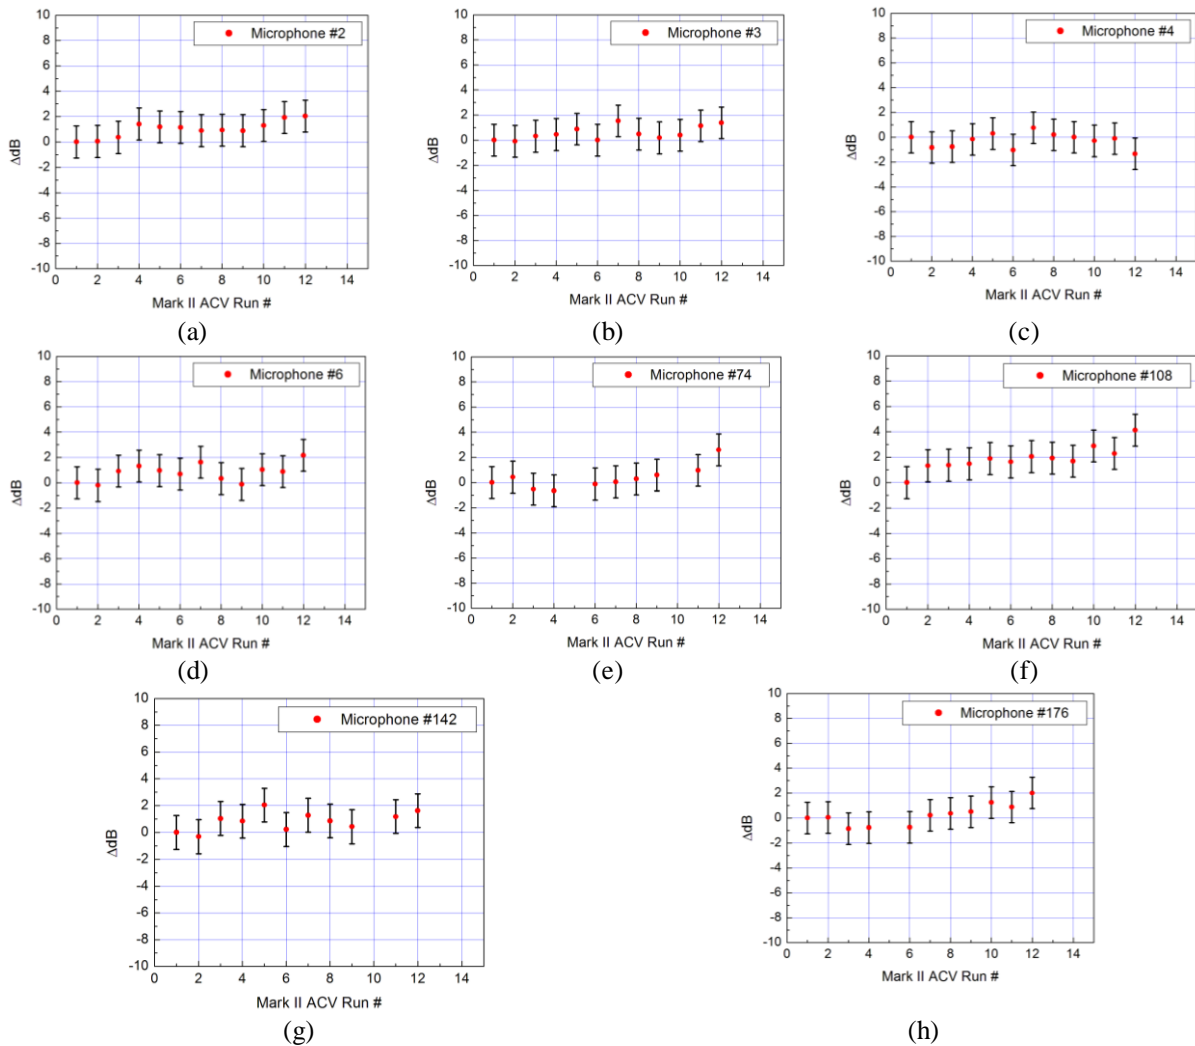 Microphone #2
10
8
6
4
2
0
-2
-4
-6
-8
-10
ΔdB
0 2 4 6 8 10 12 14
Mark II ACV Run #
(a)
Microphone #3
10
8
6
4
2
0
-2
-4
-6
-8
-10
ΔdB
0 2 4 6 8 10 12 14
Mark II ACV Run #
(b)
Microphone #4
10
8
6
4
2
0
-2
-4
-6
-8
-10
ΔdB
0 2 4 6 8 10 12 14
Mark II ACV Run #
(c)
Microphone #6
10
8
6
4
2
0
-2
-4
-6
-8
-10
ΔdB
0 2 4 6 8 10 12 14
Mark II ACV Run #
(d)
Microphone #74
10
8
6
4
2
0
-2
-4
-6
-8
-10
ΔdB
0 2 4 6 8 10 12 14
Mark II ACV Run #
(e)
Microphone #108
10
8
6
4
2
0
-2
-4
-6
-8
-10
ΔdB
0 2 4 6 8 10 12 14
Mark II ACV Run #
(f)
Microphone #142
10
8
6
4
2
0
-2
-4
-6
-8
-10
ΔdB
0 2 4 6 8 10 12 14
Mark II ACV Run #
(g)
Microphone #176
10
8
6
4
2
0
-2
-4
-6
-8
-10
ΔdB
0 2 4 6 8 10 12 14
Mark II ACV Run #
(h)